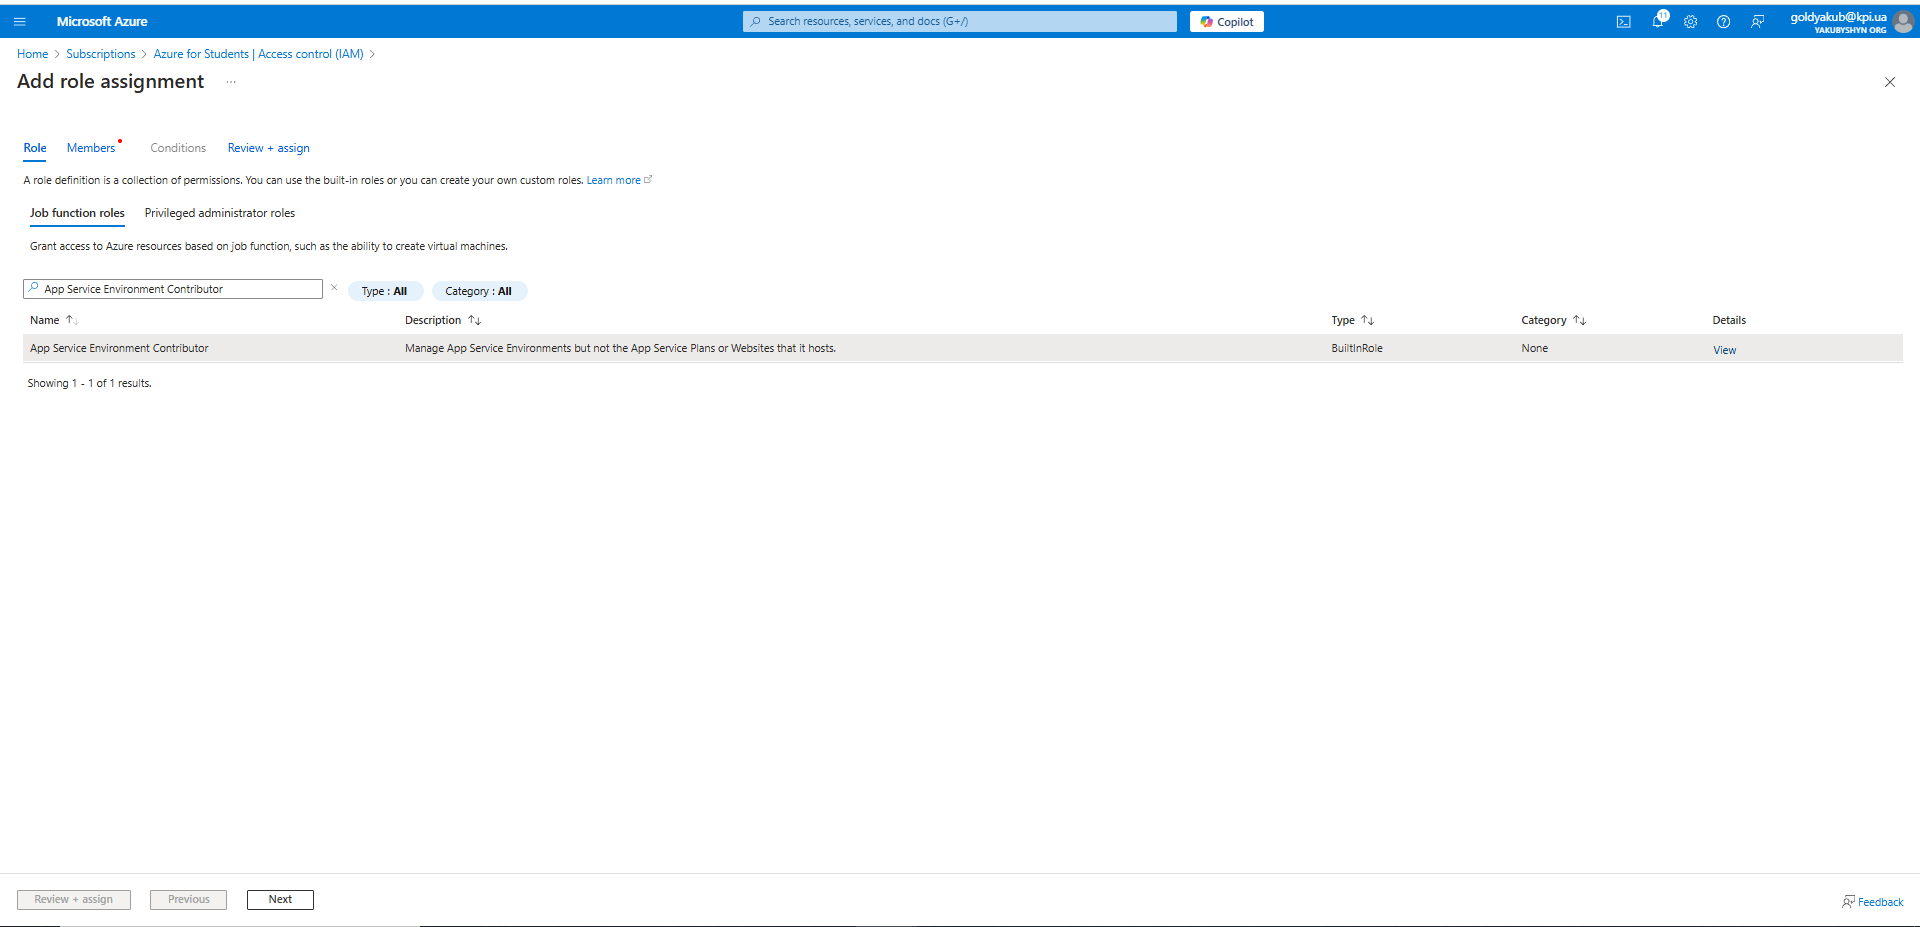 Microsoft Azure
Search resources, services, and docs (G+/)
Copilot
11
goldyakub@kpi.ua
YAKUBYSHYN ORG
Home > Subscriptions > Azure for Students | Access control (IAM) >
Add role assignment ...
Role Members Conditions Review + assign
A role definition is a collection of permissions. You can use the built-in roles or you can create your own custom roles. Learn more
Job function roles Privileged administrator roles
Grant access to Azure resources based on job function, such as the ability to create virtual machines.
App Service Environment Contributor Type : All Category : All
Name Description Type Category Details
App Service Environment Contributor Manage App Service Environments but not the App Service Plans or Websites that it hosts. BuiltInRole None View
Showing 1 - 1 of 1 results.
Review + assign Previous Next Feedback